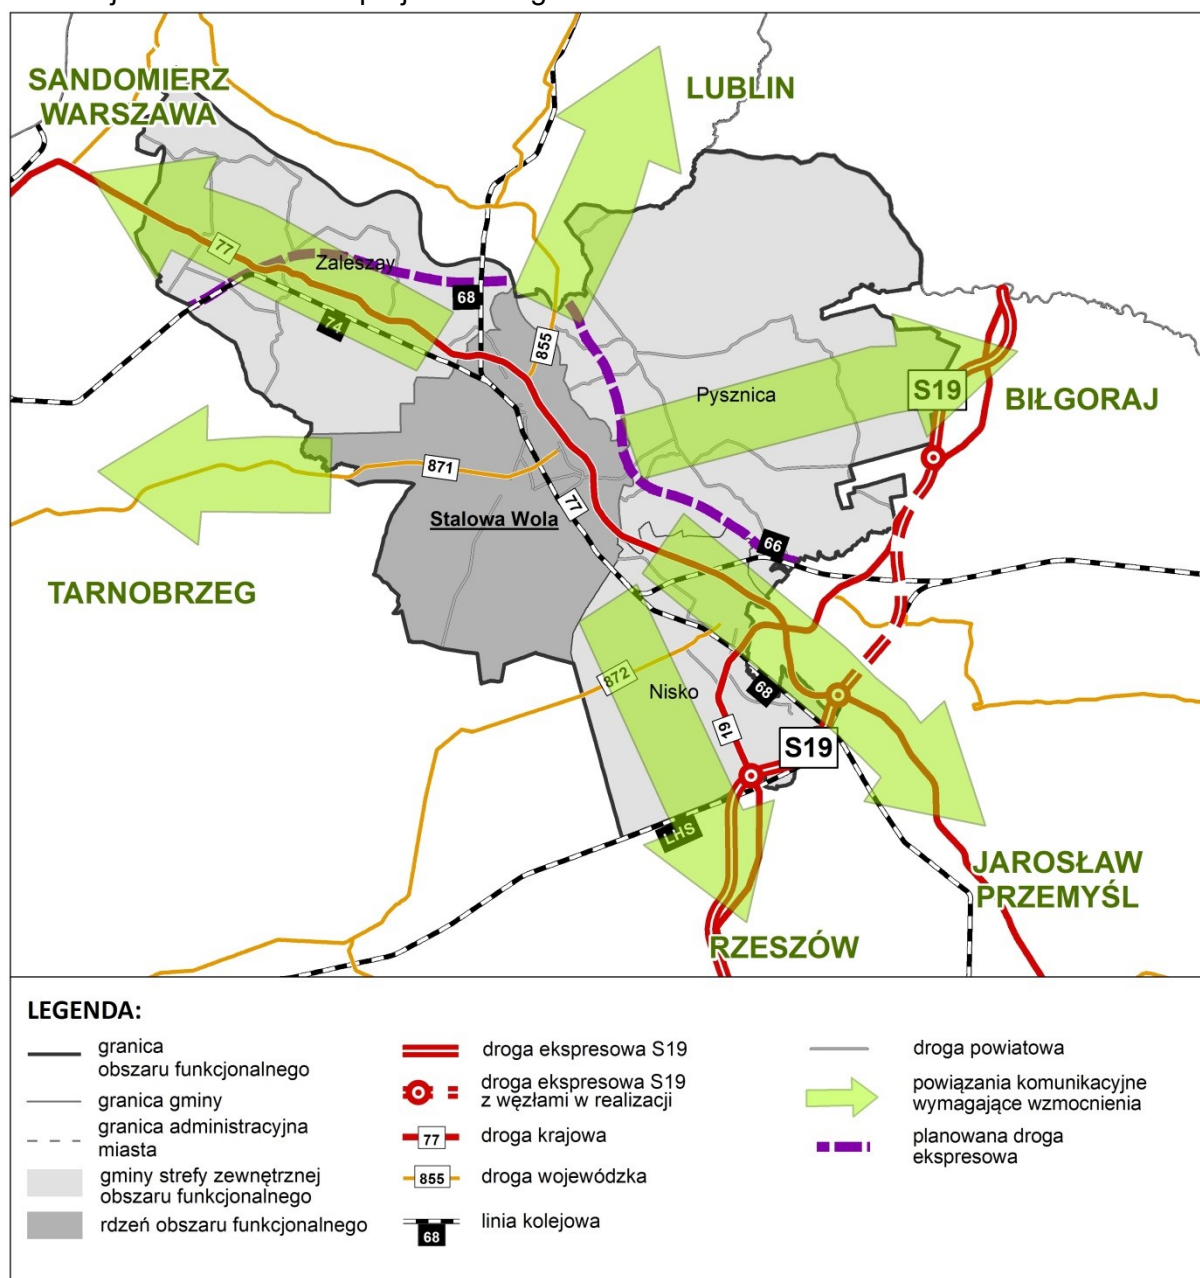 SANDOMIERZ
WARSZAWA
LUBLIN
77
Zaleszay
68
74
855
Pysznica
S19
BIŁGORAJ
871
77
Stalowa Wola
66
TARNOBRZEG
872
Nisko
68
19
S19
LHS
JAROSŁAW
PRZEMYŚL
RZESZÓW
LEGENDA:
granica
obszaru funkcjonalnego
granica gminy
granica administracyjna
miasta
gminy strefy zewnętrznej
obszaru funkcjonalnego
rdzeń obszaru funkcjonalnego
droga ekspresowa S19
droga ekspresowa S19
z węzłami w realizacji
77 droga krajowa
855 droga wojewódzka
linia kolejowa
68
droga powiatowa
powiązania komunikacyjne
wymagające wzmocnienia
planowana droga
ekspresowa